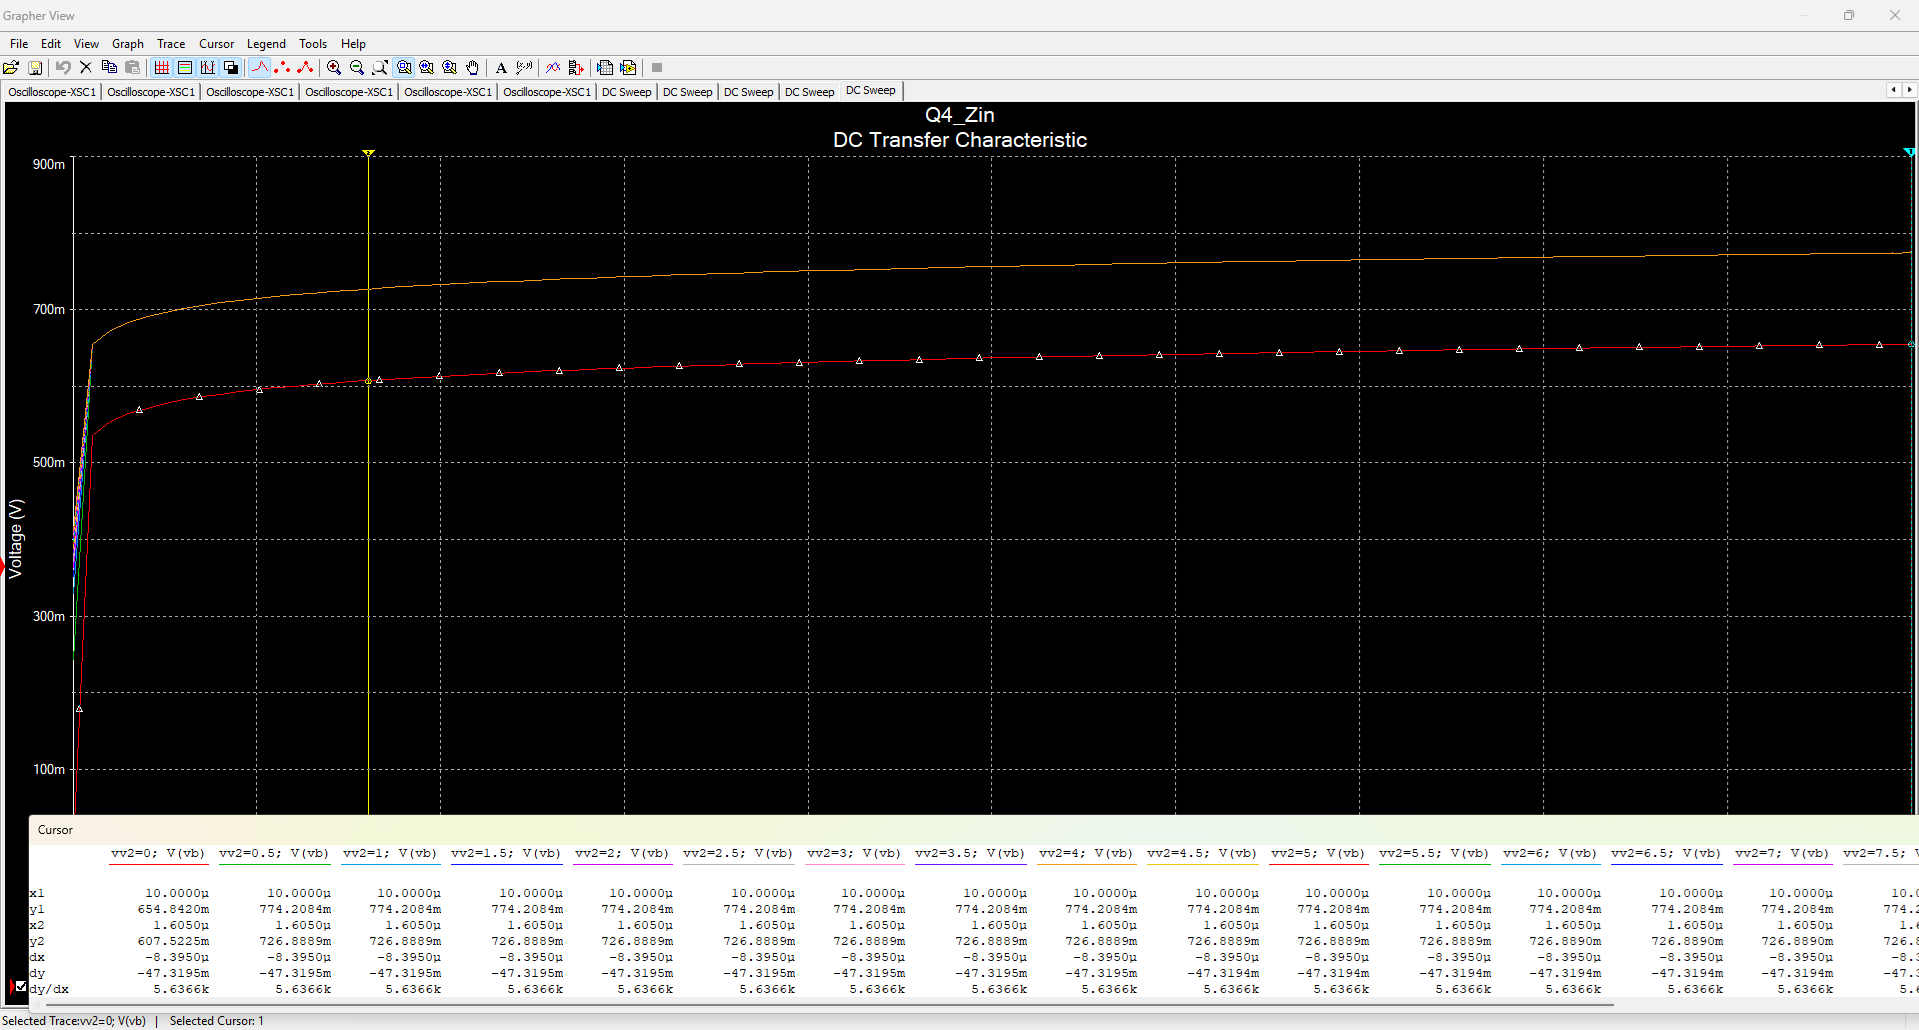 Grapher View
File Edit View Graph Trace Cursor Legend Tools Help
Oscilloscope-XSC1 Oscilloscope-XSC1 Oscilloscope-XSC1 Oscilloscope-XSC1 Oscilloscope-XSC1 Oscilloscope-XSC1 DC Sweep DC Sweep DC Sweep DC Sweep DC Sweep
Q4_Zin
DC Transfer Characteristic
900m
700m
500m
300m
100m
Voltage (V)
Cursor
vv2=0; V(vb) vv2=0.5; V(vb) vv2=1; V(vb) vv2=1.5; V(vb) vv2=2; V(vb) vv2=2.5; V(vb) vv2=3; V(vb) vv2=3.5; V(vb) vv2=4; V(vb) vv2=4.5; V(vb) vv2=5; V(vb) vv2=5.5; V(vb) vv2=6; V(vb) vv2=6.5; V(vb) vv2=7; V(vb) vv2=7.5;
x1 10.0000µ 10.0000µ 10.0000µ 10.0000µ 10.0000µ 10.0000µ 10.0000µ 10.0000µ 10.0000µ 10.0000µ 10.0000µ 10.0000µ 10.0000µ 10.0000µ 10.0000µ 10.0
y1 654.8420m 774.2084m 774.2084m 774.2084m 774.2084m 774.2084m 774.2084m 774.2084m 774.2084m 774.2084m 774.2084m 774.2084m 774.2084m 774.2084m 774.2084m 774.2
x2 1.6050µ 1.6050µ 1.6050µ 1.6050µ 1.6050µ 1.6050µ 1.6050µ 1.6050µ 1.6050µ 1.6050µ 1.6050µ 1.6050µ 1.6050µ 1.6050µ 1.6050µ 1.6
y2 607.5225m 726.8889m 726.8889m 726.8889m 726.8889m 726.8889m 726.8889m 726.8889m 726.8889m 726.8889m 726.8889m 726.8889m 726.8890m 726.8890m 726.8890m 726.8
dx -8.3950µ -8.3950µ -8.3950µ -8.3950µ -8.3950µ -8.3950µ -8.3950µ -8.3950µ -8.3950µ -8.3950µ -8.3950µ -8.3950µ -8.3950µ -8.3950µ -8.3950µ -8.3
dy -47.3195m -47.3195m -47.3195m -47.3195m -47.3195m -47.3195m -47.3195m -47.3195m -47.3195m -47.3194m -47.3194m -47.3194m -47.3194m -47.3194m -47.3194m -47.3
dy/dx 5.6366k 5.6366k 5.6366k 5.6366k 5.6366k 5.6366k 5.6366k 5.6366k 5.6366k 5.6366k 5.6366k 5.6366k 5.6366k 5.6366k 5.6366k 5.6
Selected Trace:vv2=0; V(vb) | Selected Cursor: 1